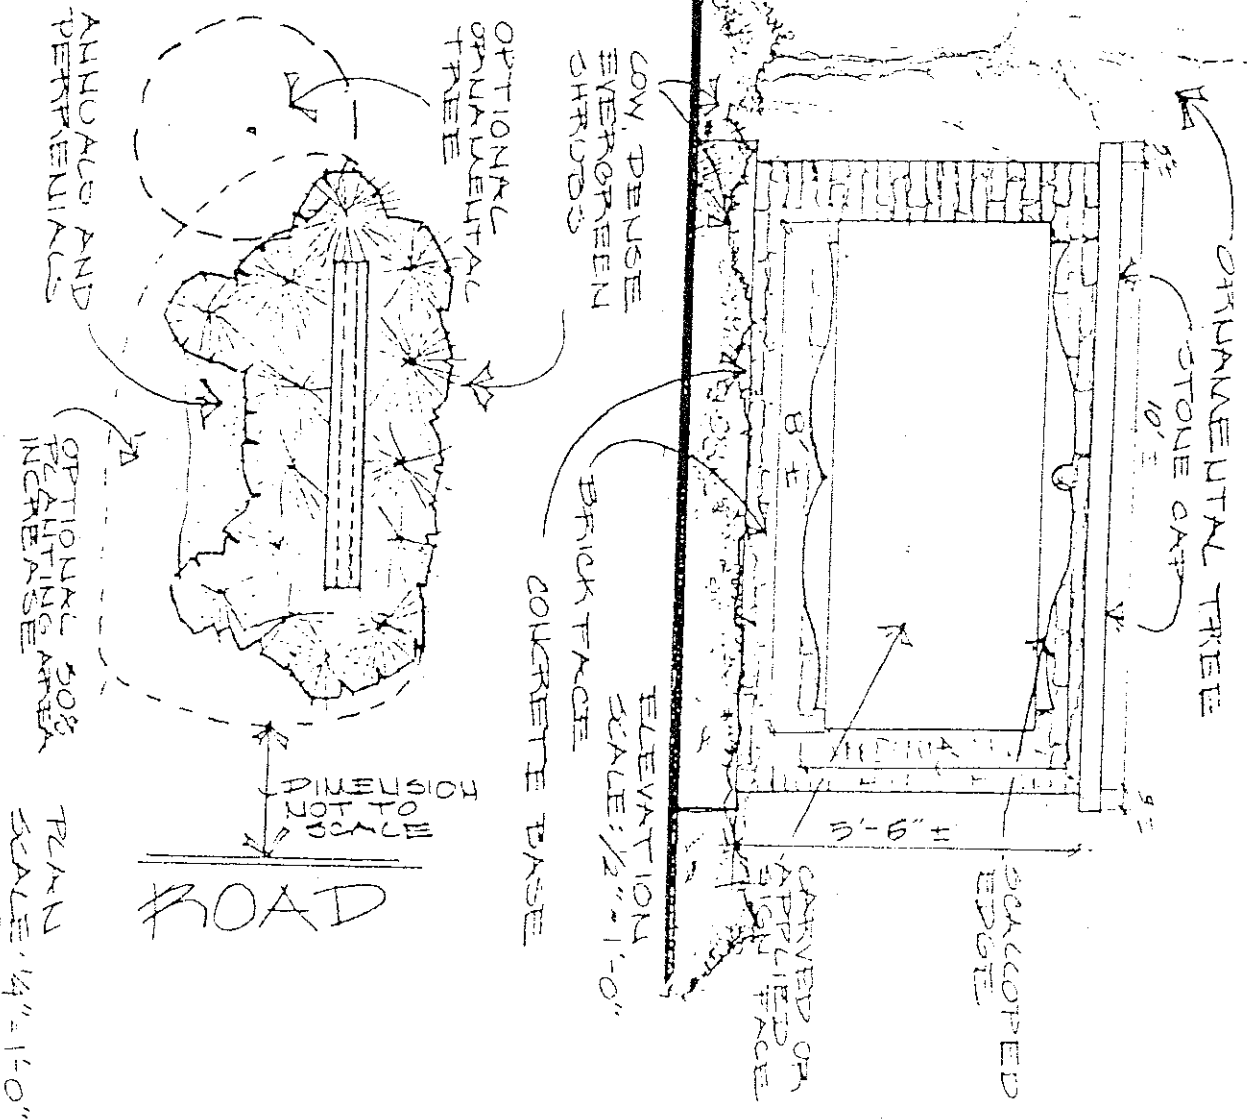 ORNAMENTAL TREE
STONE CAP
10' ±
8' ±
5'-6" ±
SCALLOPED
EDGE
CARVED OR
APPLIED
SIGN FACE
LOW, DENSE
EVERGREEN
SHRUBS
BRICK FACE
CONCRETE BASE
ELEVATION
SCALE: 1/2" = 1'-0"
OPTIONAL
ORNAMENTAL
TREE
ANNUALS AND
PERRENIALS
OPTIONAL 50%
PLANTING AREA
INCREASE
DIMENSION
NOT TO
SCALE
ROAD
PLAN
SCALE: 1/4" = 1'-0"